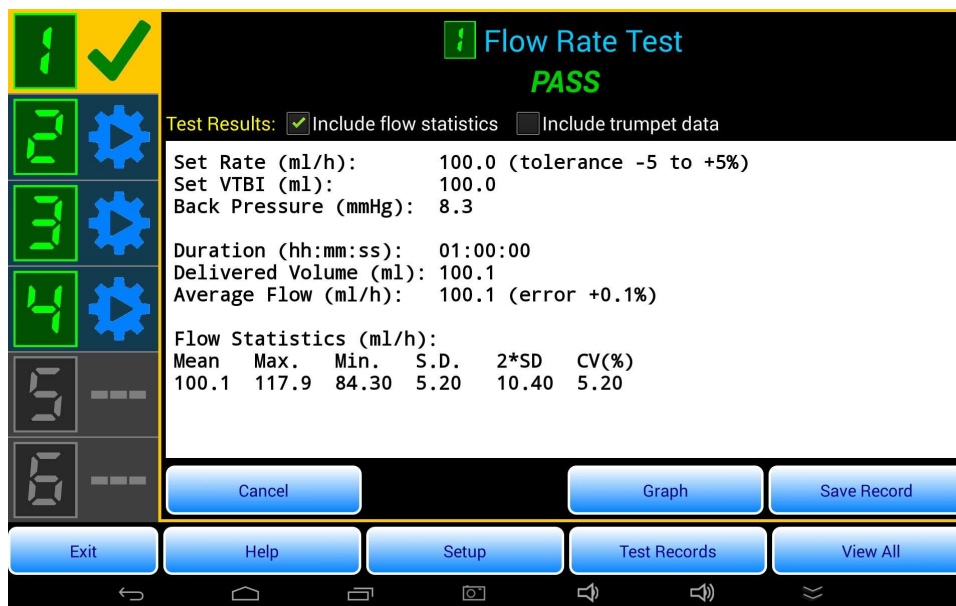 1
1 Flow Rate Test
PASS
2
Test Results: Include flow statistics Include trumpet data
Set Rate (ml/h): 100.0 (tolerance -5 to +5%)
Set VTBI (ml): 100.0
Back Pressure (mmHg): 8.3
3
Duration (hh:mm:ss): 01:00:00
Delivered Volume (ml): 100.1
Average Flow (ml/h): 100.1 (error +0.1%)
4
Flow Statistics (ml/h):
Mean Max. Min. S.D. 2*SD CV(%)
100.1 117.9 84.30 5.20 10.40 5.20
5 ---
6 ---
Cancel Graph Save Record
Exit Help Setup Test Records View All